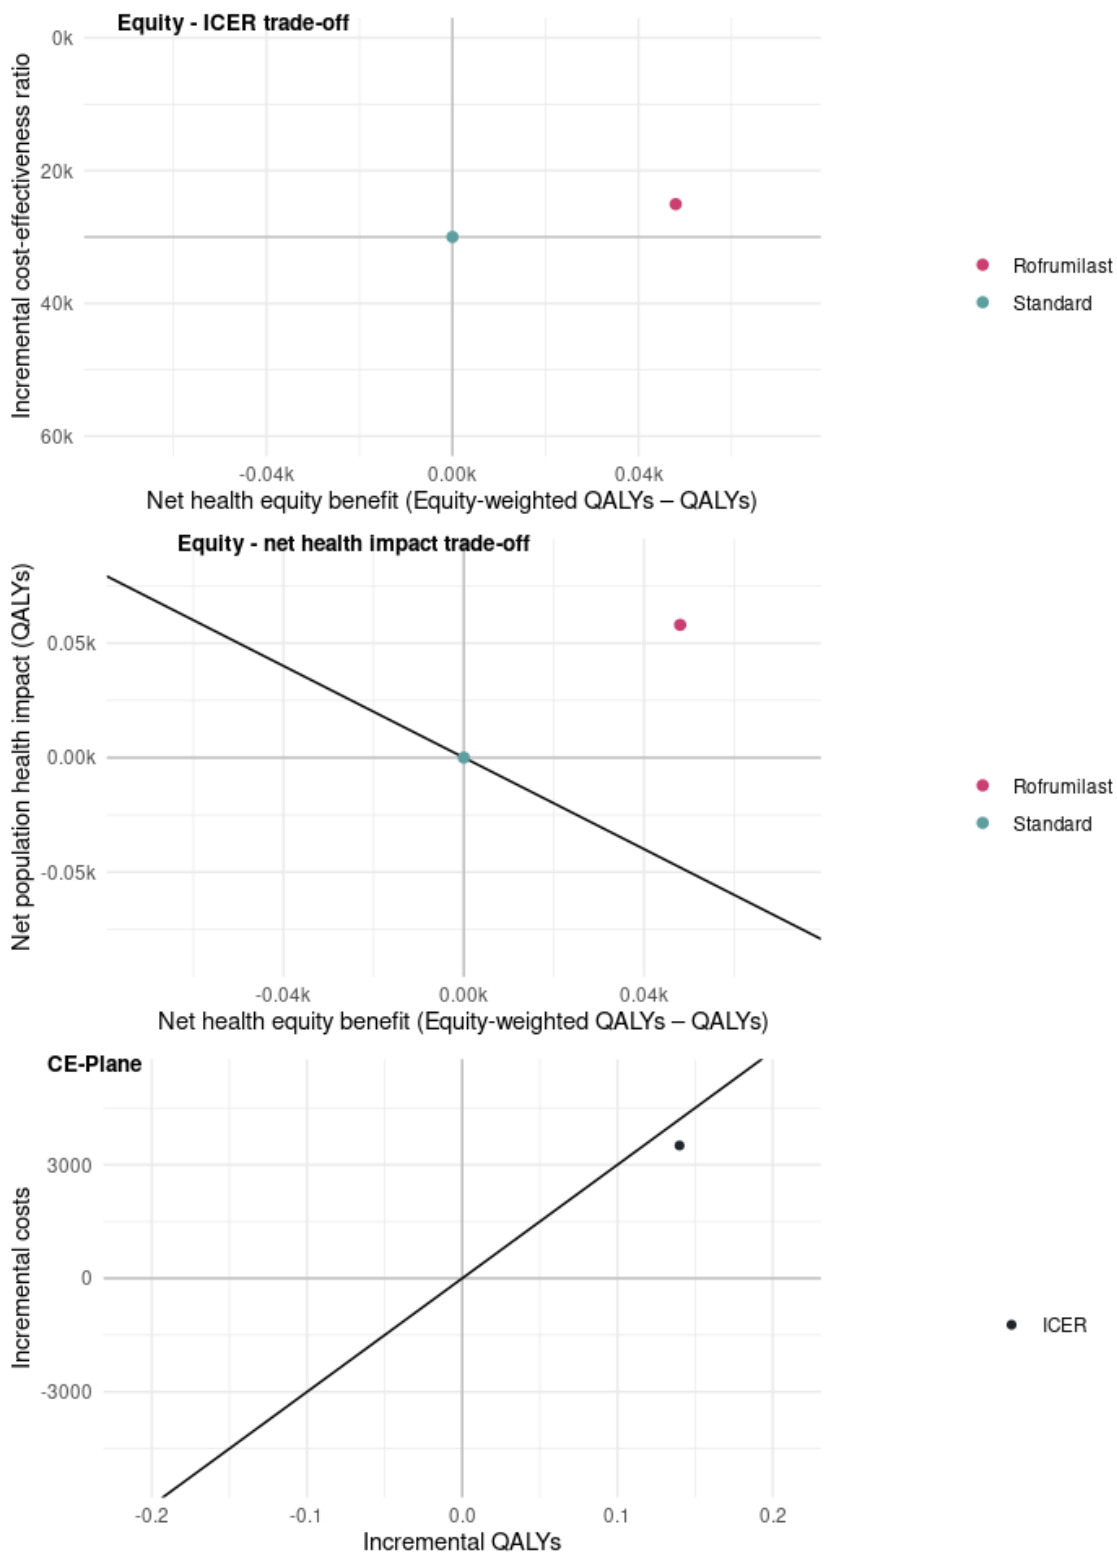 Equity - ICER trade-off
Incremental cost-effectiveness ratio
0k
20k
40k
60k
-0.04k
0.00k
0.04k
Net health equity benefit (Equity-weighted QALYs – QALYs)
Rofrumilast
Standard
Equity - net health impact trade-off
Net population health impact (QALYs)
0.05k
0.00k
-0.05k
-0.04k
0.00k
0.04k
Net health equity benefit (Equity-weighted QALYs – QALYs)
Rofrumilast
Standard
CE-Plane
Incremental costs
3000
0
-3000
-0.2
-0.1
0.0
0.1
0.2
Incremental QALYs
ICER